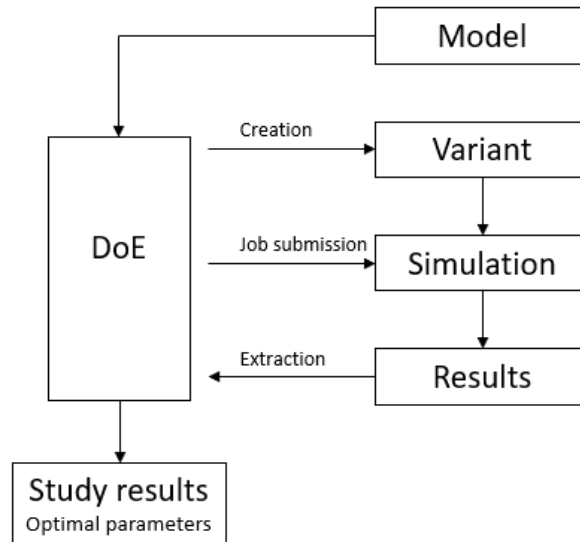 Model
Creation
Variant
DoE
Job submission
Simulation
Extraction
Results
Study results
Optimal parameters